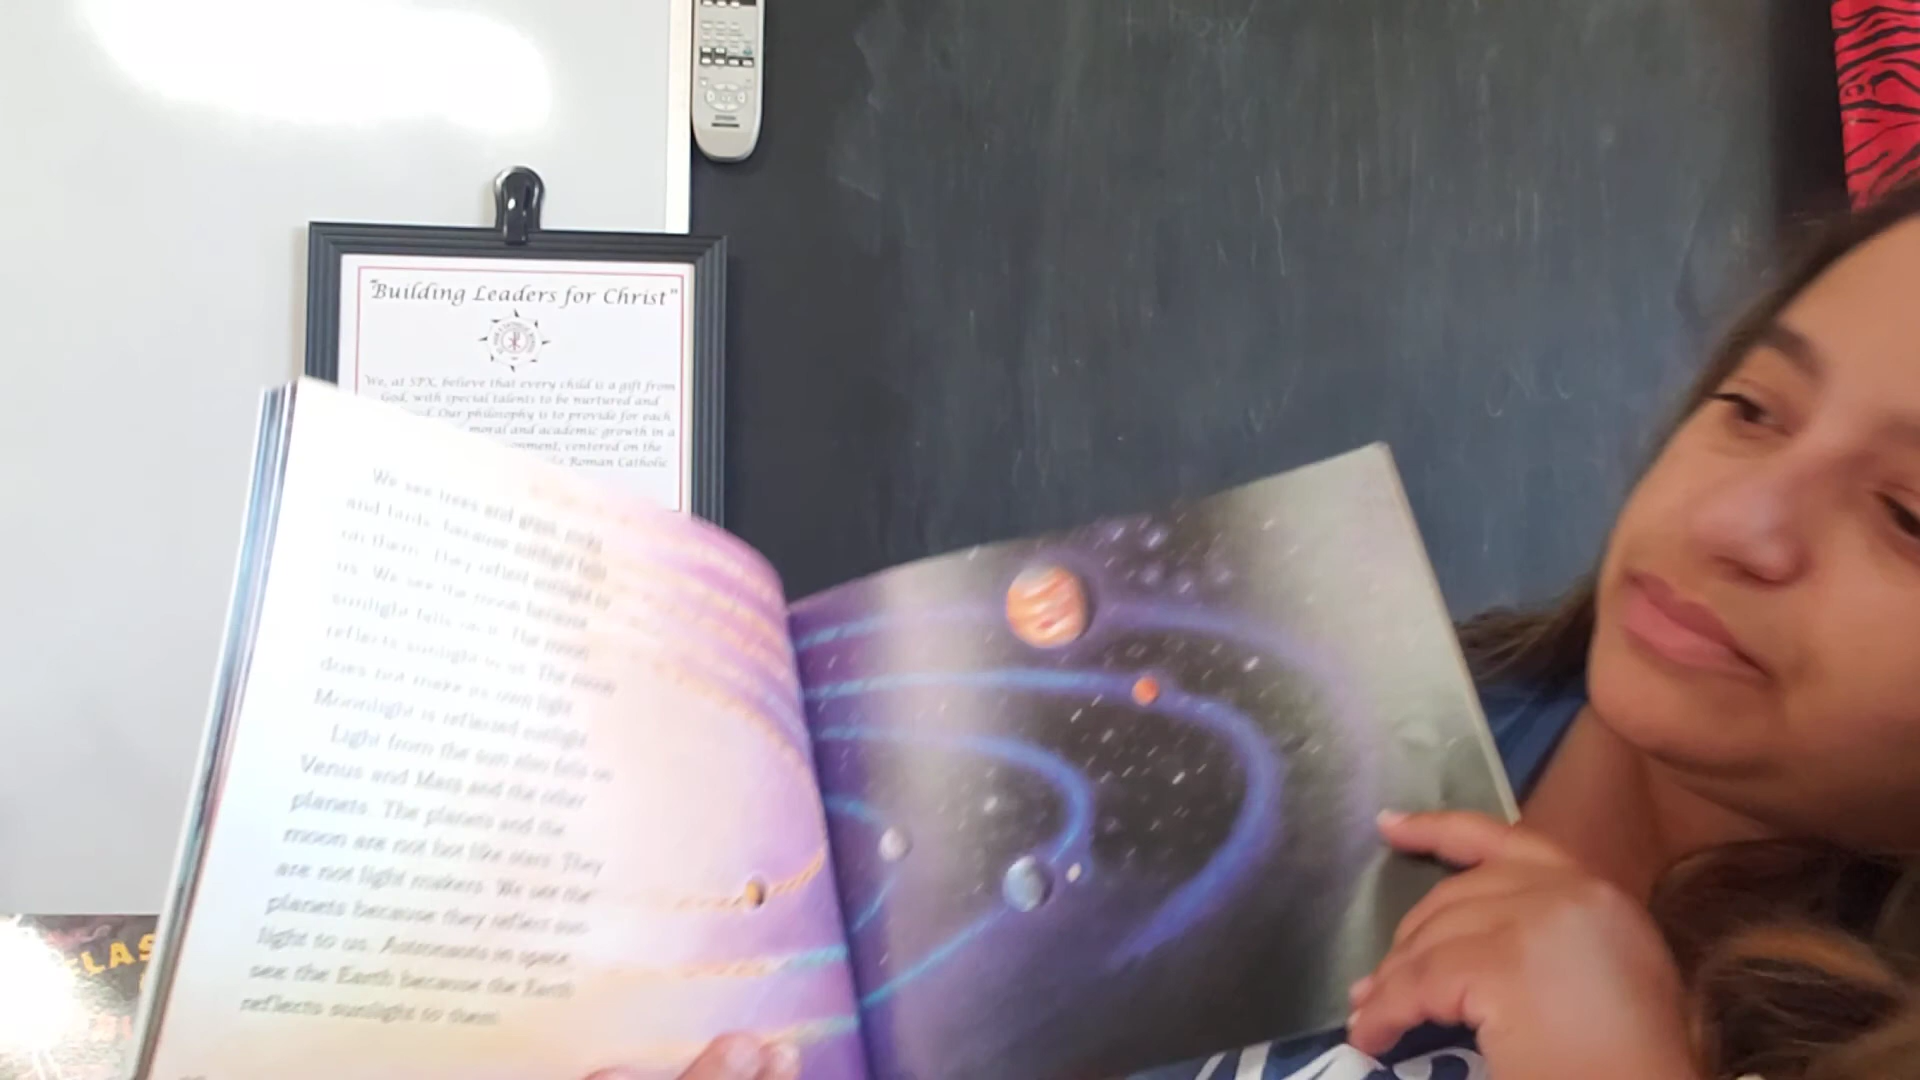 "Building Leaders for Christ"
We, at SPX, believe that every child is a gift from
God, with special talents to be nurtured and
Our philosophy is to provide for each
moral and academic growth in a
centered on the
Roman Catholic
We see trees and grass, rocks
and birds, because sunlight falls
on them. They reflect sunlight to
us. We see the moon because
sunlight falls on it. The moon
reflects sunlight to us. The moon
does not make its own light.
Moonlight is reflected sunlight.
Light from the sun also falls on
Venus and Mars and the other
planets. The planets and the
moon are not hot like stars. They
are not light makers. We see the
planets because they reflect sun-
light to us. Astronauts in space
see the Earth because the Earth
reflects sunlight to them.
EPSON